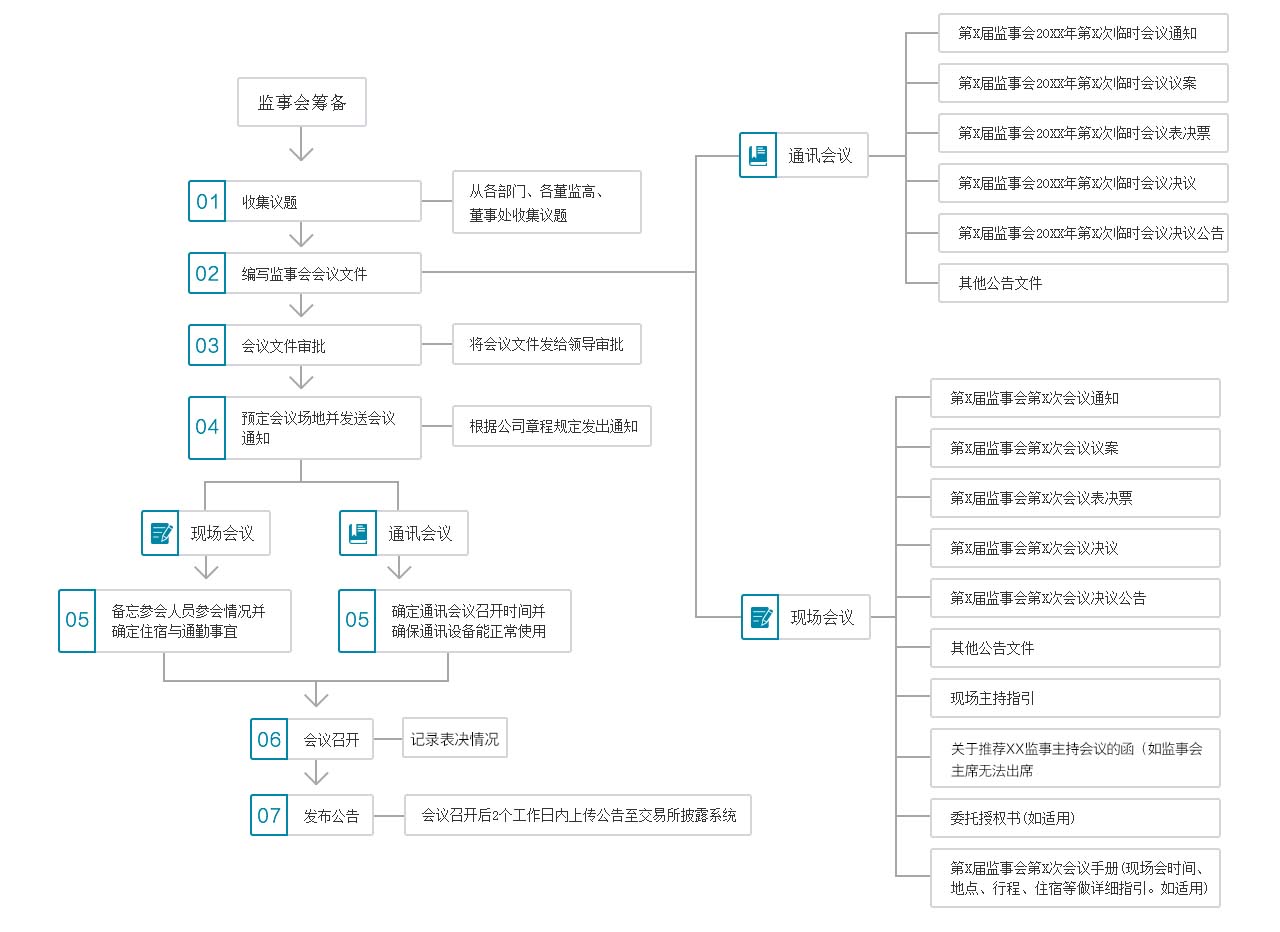 监事会筹备
01
收集议题
从各部门、各董监高、
董事处收集议题
02
编写监事会会议文件
03
会议文件审批
将会议文件发给领导审批
04
预定会议场地并发送会议
通知
根据公司章程规定发出通知
现场会议
通讯会议
05
备忘参会人员参会情况并
确定住宿与通勤事宜
05
确定通讯会议召开时间并
确保通讯设备能正常使用
06
会议召开
记录表决情况
07
发布公告
会议召开后2个工作日内上传公告至交易所披露系统
通讯会议
第X届监事会20XX年第X次临时会议通知
第X届监事会20XX年第X次临时会议议案
第X届监事会20XX年第X次临时会议表决票
第X届监事会20XX年第X次临时会议决议
第X届监事会20XX年第X次临时会议决议公告
其他公告文件
现场会议
第X届监事会第X次会议通知
第X届监事会第X次会议议案
第X届监事会第X次会议表决票
第X届监事会第X次会议决议
第X届监事会第X次会议决议公告
其他公告文件
现场主持指引
关于推荐XX监事主持会议的函（如监事会
主席无法出席
委托授权书(如适用)
第X届监事会第X次会议手册(现场会时间、
地点、行程、住宿等做详细指引。如适用)